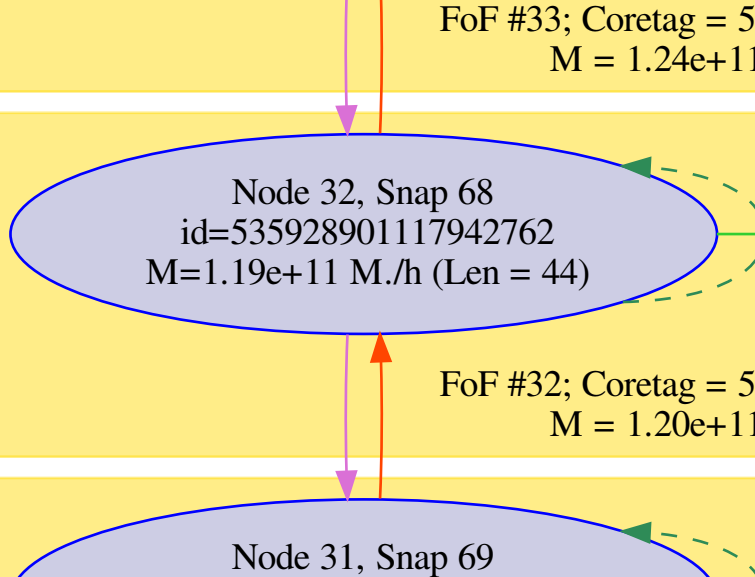 FoF #33; Coretag = 5
M = 1.24e+11
Node 32, Snap 68
id=535928901117942762
M=1.19e+11 M./h (Len = 44)
FoF #32; Coretag = 5
M = 1.20e+11
Node 31, Snap 69